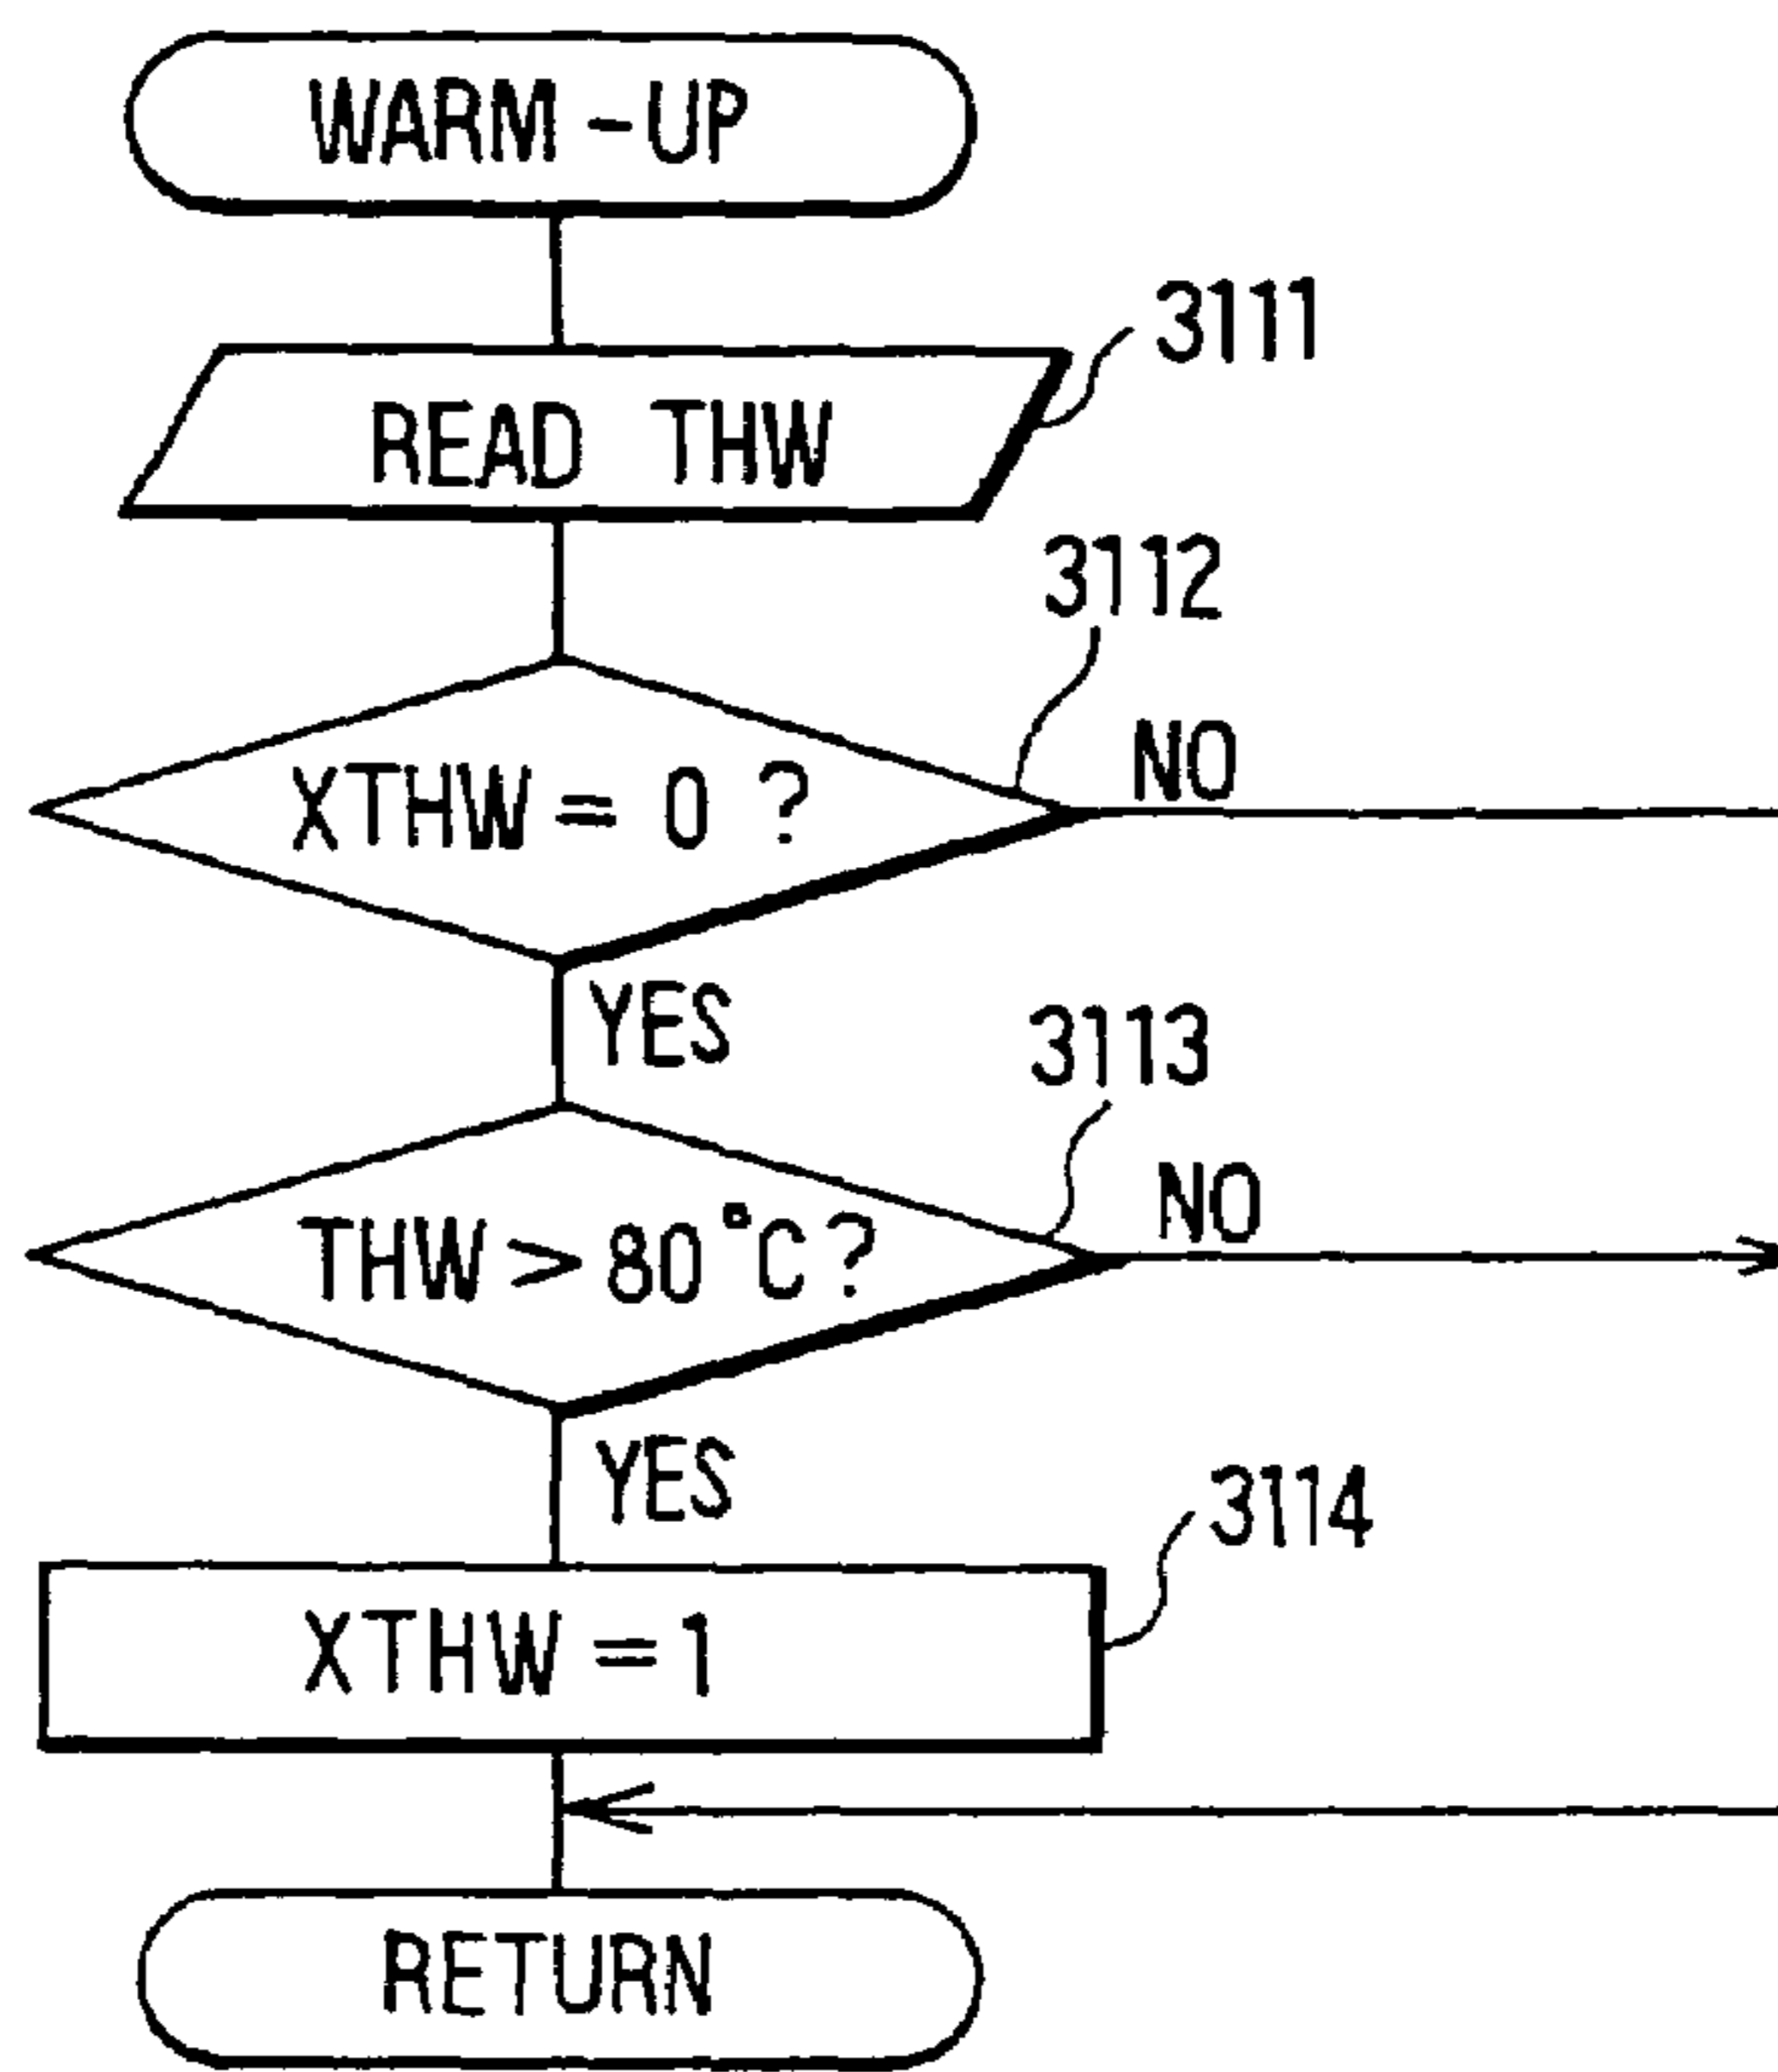 WARM-UP
3111
READ THW
3112
XTHW = 0 ?
NO
YES
3113
THW > 80°C?
NO
YES
3114
XTHW = 1
RETURN